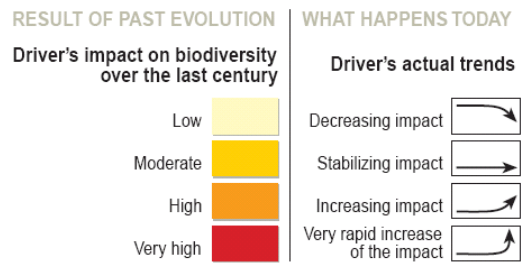 RESULT OF PAST EVOLUTION
Driver's impact on biodiversity
over the last century
Low
Moderate
High
Very high
WHAT HAPPENS TODAY
Driver's actual trends
Decreasing impact
Stabilizing impact
Increasing impact
Very rapid increase
of the impact